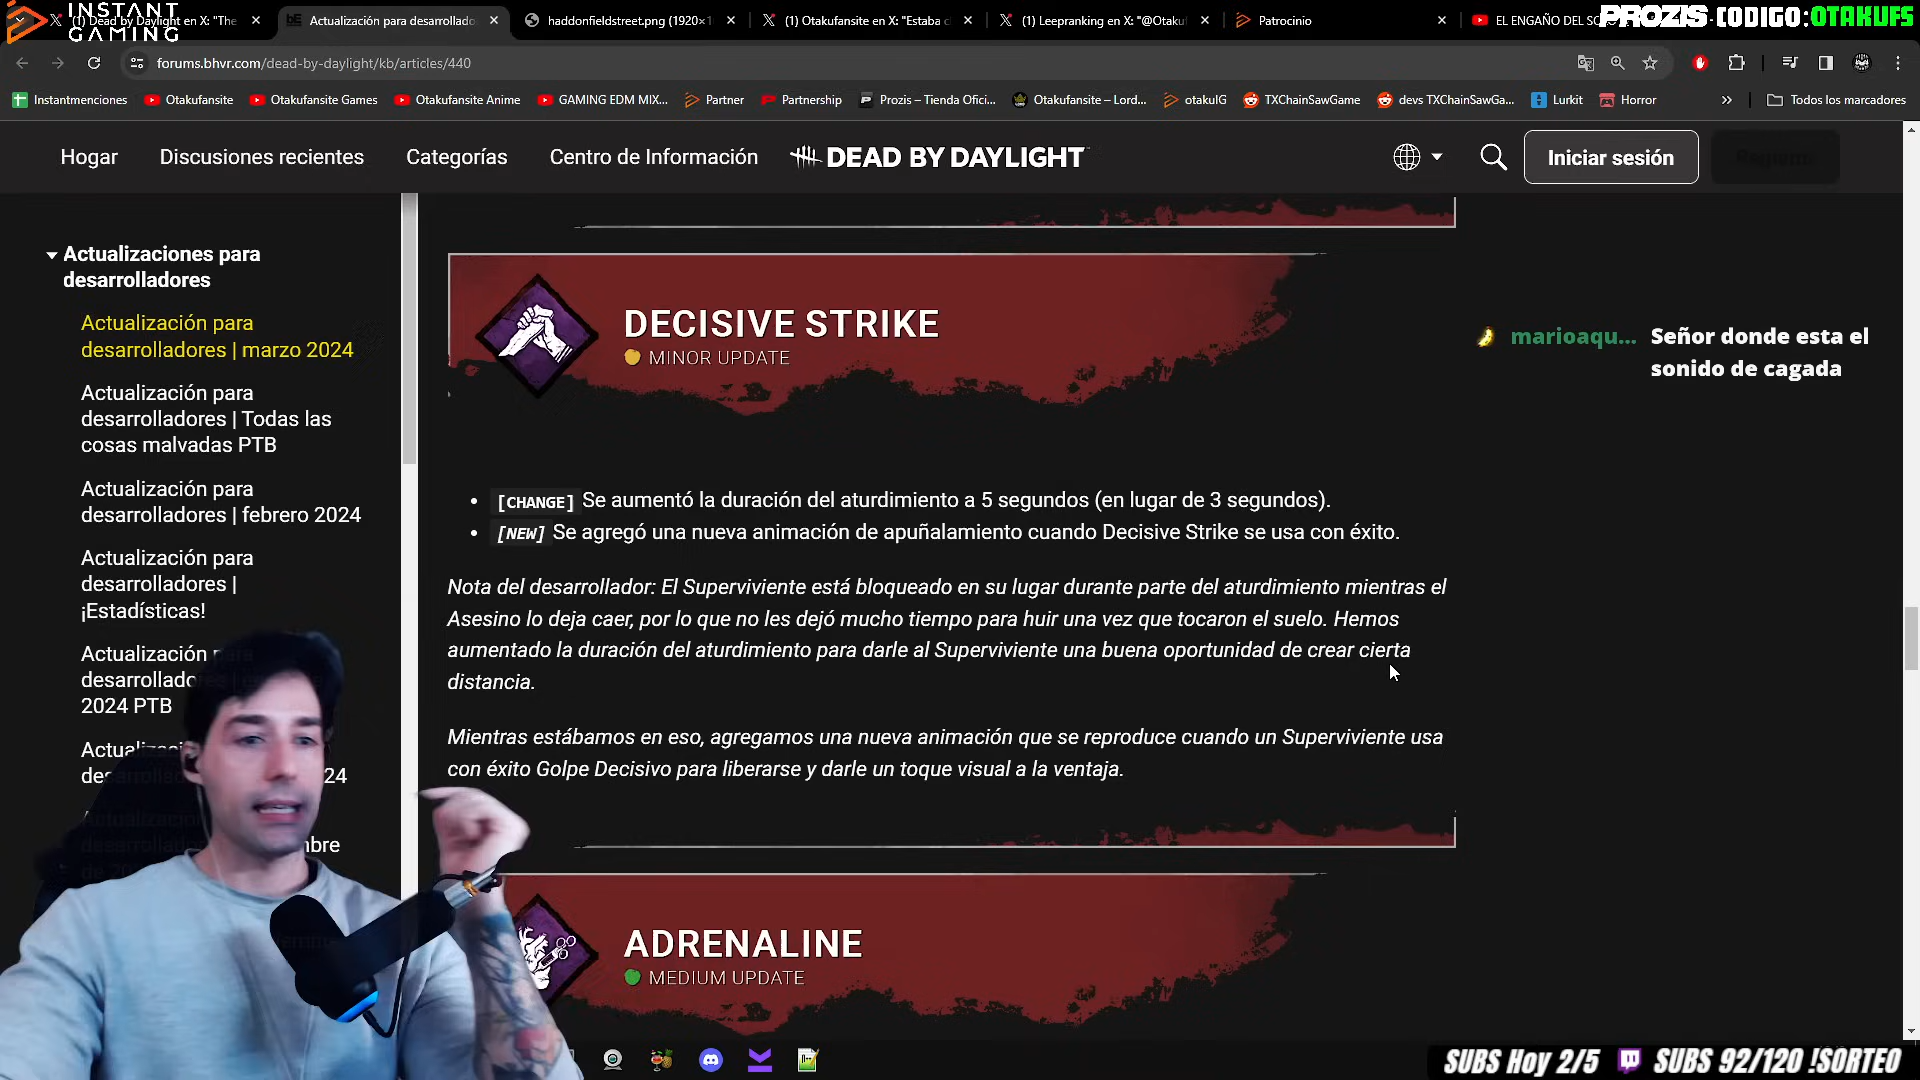 INSTANT
GAMING
(1) Dead by Daylight en X: "The
Actualización para desarrollado
haddonfieldstreet.png (1920×1
(1) Otakufansite en X: "Estaba c
(1) Leepranking en X: "@Otaku
Patrocinio
EL ENGAÑO DEL SO
PROZIS CODIGO:OTAKUFS
forums.bhvr.com/dead-by-daylight/kb/articles/440
Instantmenciones
Otakufansite
Otakufansite Games
Otakufansite Anime
GAMING EDM MIX...
Partner
Partnership
Prozis – Tienda Ofici...
Otakufansite – Lord...
otakuIG
TXChainSawGame
devs TXChainSawGa...
Lurkit
Horror
Todos los marcadores
Hogar
Discusiones recientes
Categorías
Centro de Información
DEAD BY DAYLIGHT
Iniciar sesión
Actualizaciones para
desarrolladores
Actualización para
desarrolladores | marzo 2024
Actualización para
desarrolladores | Todas las
cosas malvadas PTB
Actualización para
desarrolladores | febrero 2024
Actualización para
desarrolladores |
¡Estadísticas!
Actualización
2024 PTB
24
DECISIVE STRIKE
MINOR UPDATE
[CHANGE] Se aumentó la duración del aturdimiento a 5 segundos (en lugar de 3 segundos).
[NEW] Se agregó una nueva animación de apuñalamiento cuando Decisive Strike se usa con éxito.
Nota del desarrollador: El Superviviente está bloqueado en su lugar durante parte del aturdimiento mientras el
Asesino lo deja caer, por lo que no les dejó mucho tiempo para huir una vez que tocaron el suelo. Hemos
aumentado la duración del aturdimiento para darle al Superviviente una buena oportunidad de crear cierta
distancia.
Mientras estábamos en eso, agregamos una nueva animación que se reproduce cuando un Superviviente usa
con éxito Golpe Decisivo para liberarse y darle un toque visual a la ventaja.
ADRENALINE
MEDIUM UPDATE
marioaqu... Señor donde esta el
sonido de cagada
SUBS Hoy 2/5 SUBS 92/120 !SORTEO